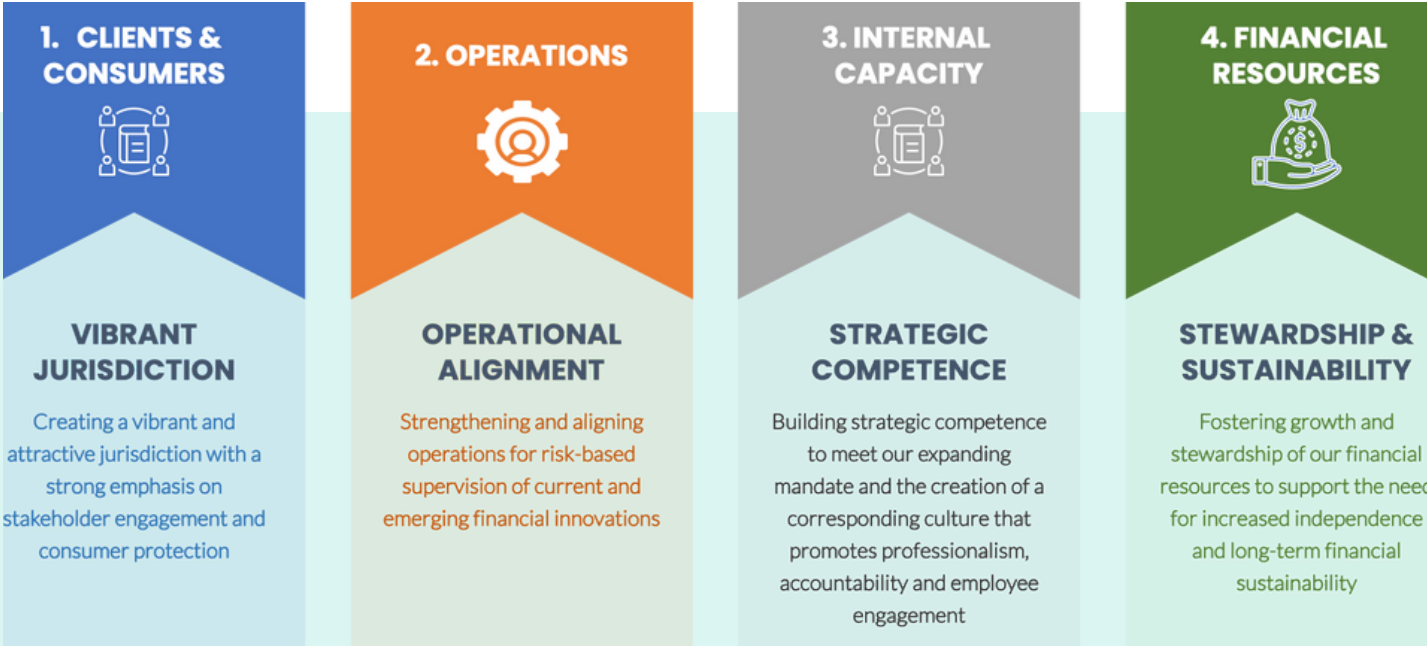 1. CLIENTS &
CONSUMERS
VIBRANT
JURISDICTION
Creating a vibrant and
attractive jurisdiction with a
strong emphasis on
stakeholder engagement and
consumer protection
2. OPERATIONS
OPERATIONAL
ALIGNMENT
Strengthening and aligning
operations for risk-based
supervision of current and
emerging financial innovations
3. INTERNAL
CAPACITY
STRATEGIC
COMPETENCE
Building strategic competence
to meet our expanding
mandate and the creation of a
corresponding culture that
promotes professionalism,
accountability and employee
engagement
4. FINANCIAL
RESOURCES
$
STEWARDSHIP &
SUSTAINABILITY
Fostering growth and
stewardship of our financial
resources to support the need
for increased independence
and long-term financial
sustainability